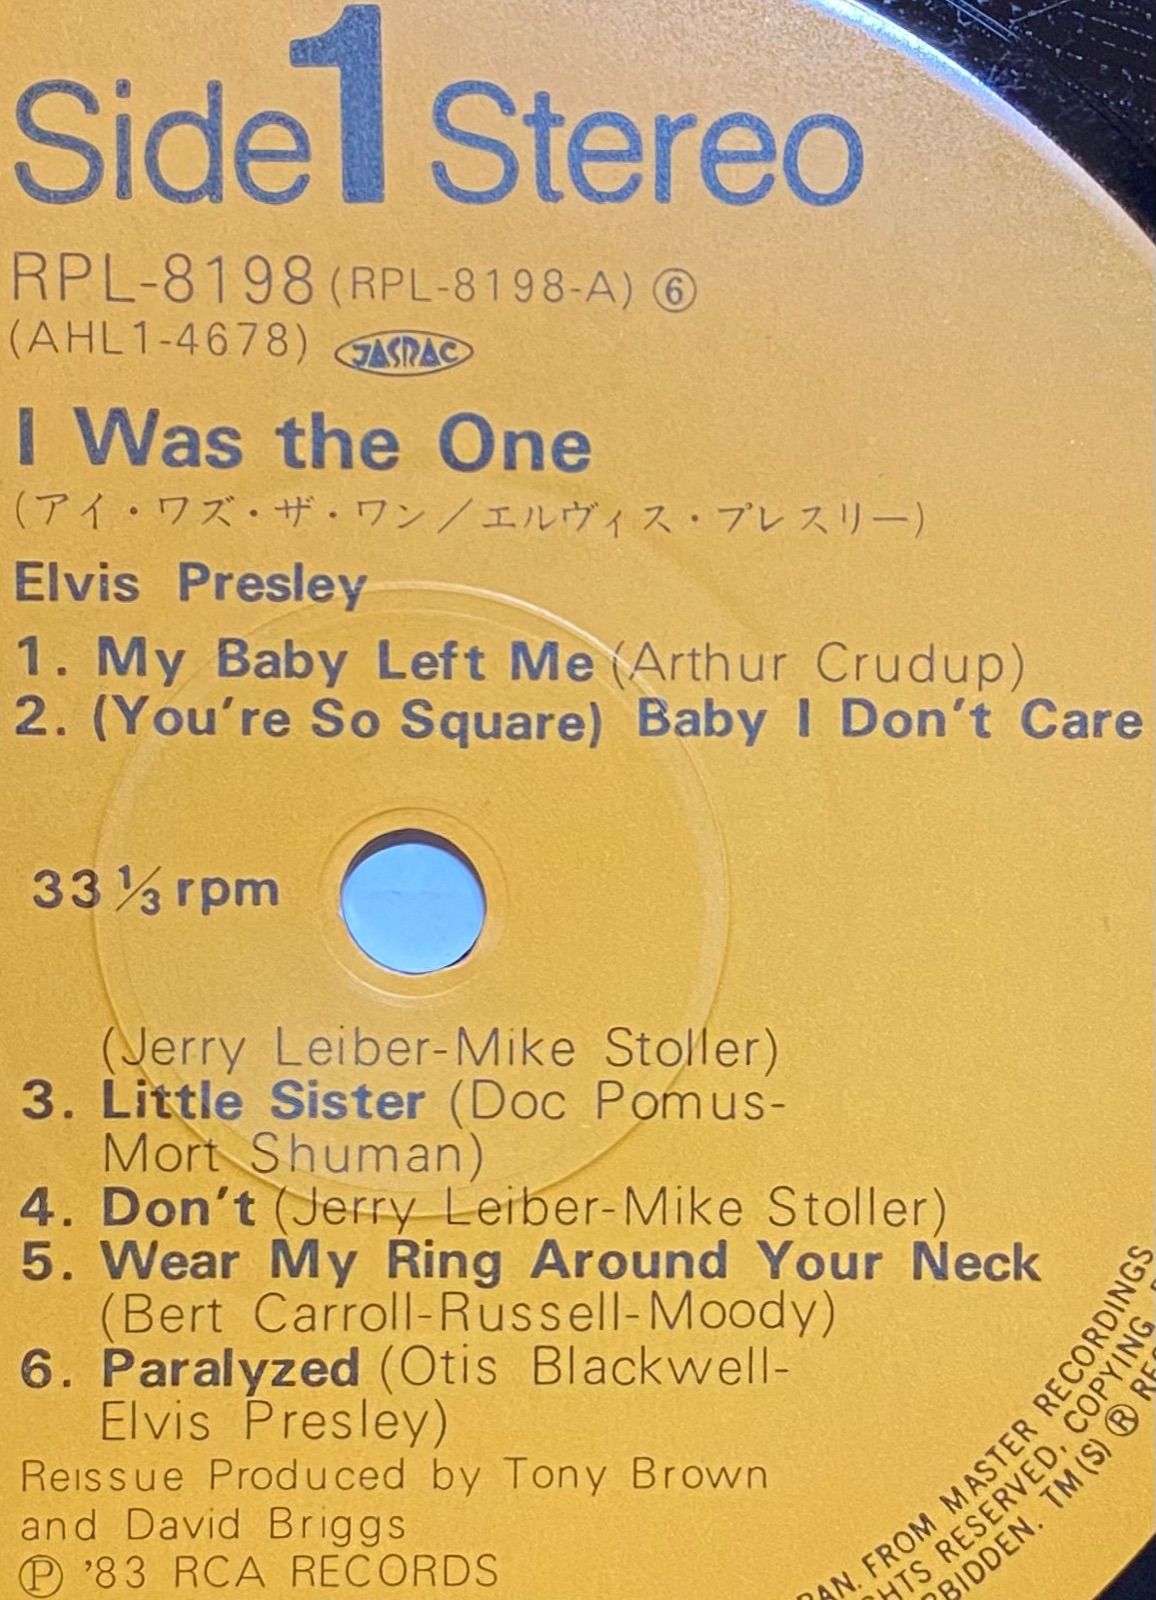 Side 1 Stereo
RPL-8198 (RPL-8198-A) ⑥
(AHL1-4678) JASRAC
I Was the One
(アイ・ワズ・ザ・ワン／エルヴィス・プレスリー)
Elvis Presley
1. My Baby Left Me (Arthur Crudup)
2. (You're So Square) Baby I Don't Care
33 1/3 rpm
(Jerry Leiber-Mike Stoller)
3. Little Sister (Doc Pomus-
Mort Shuman)
4. Don't (Jerry Leiber-Mike Stoller)
5. Wear My Ring Around Your Neck
(Bert Carroll-Russell-Moody)
6. Paralyzed (Otis Blackwell-
Elvis Presley)
Reissue Produced by Tony Brown
and David Briggs
Ⓟ '83 RCA RECORDS
FROM MASTER RECORDINGS
RESERVED, COPYING
TM (S) ®